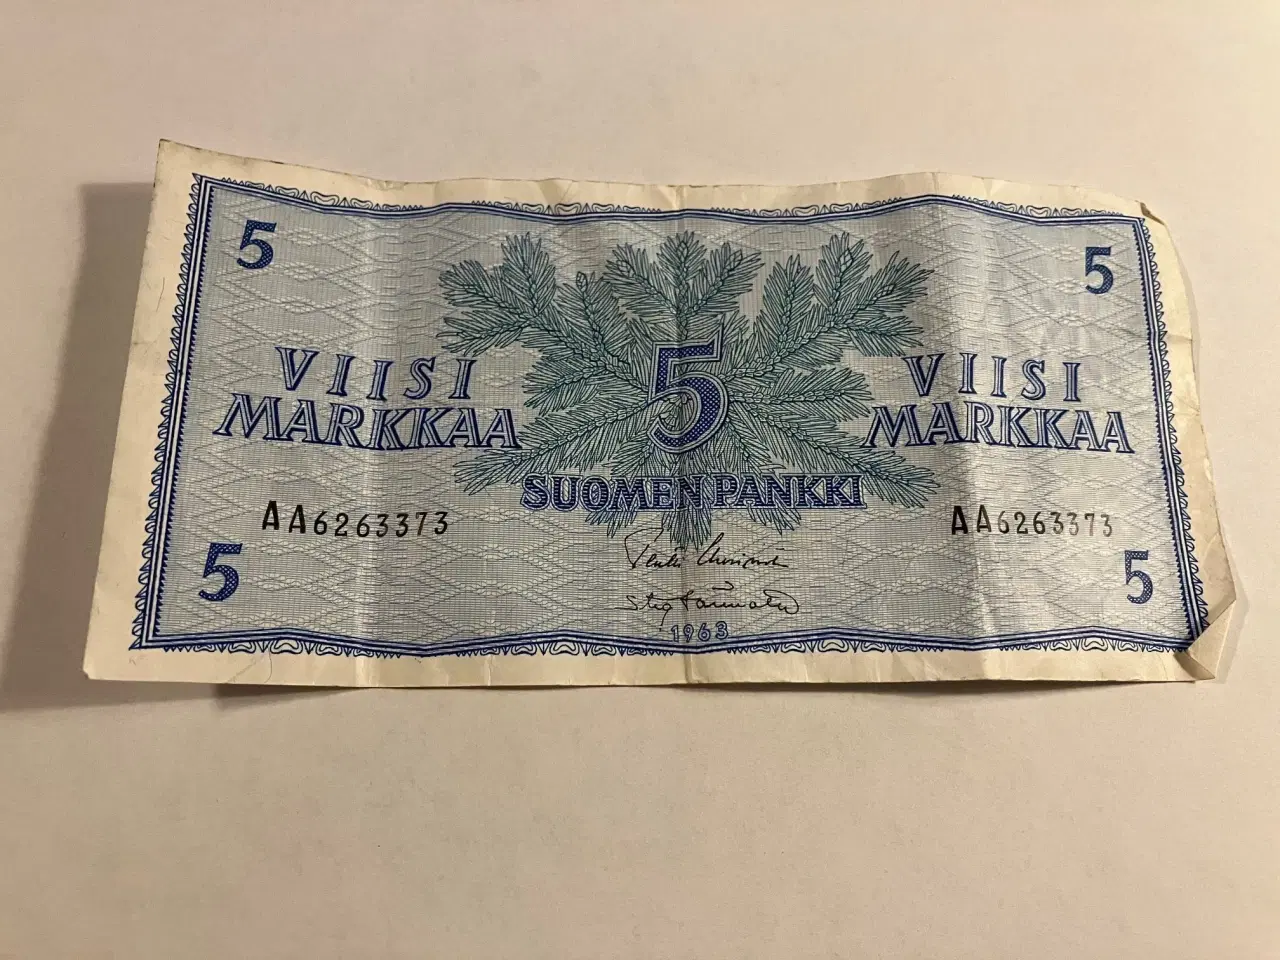 5 5
VIISI
MARKKAA
5
VIISI
MARKKAA
SUOMEN PANKKI
AA6263373
AA6263373
5 5
1963